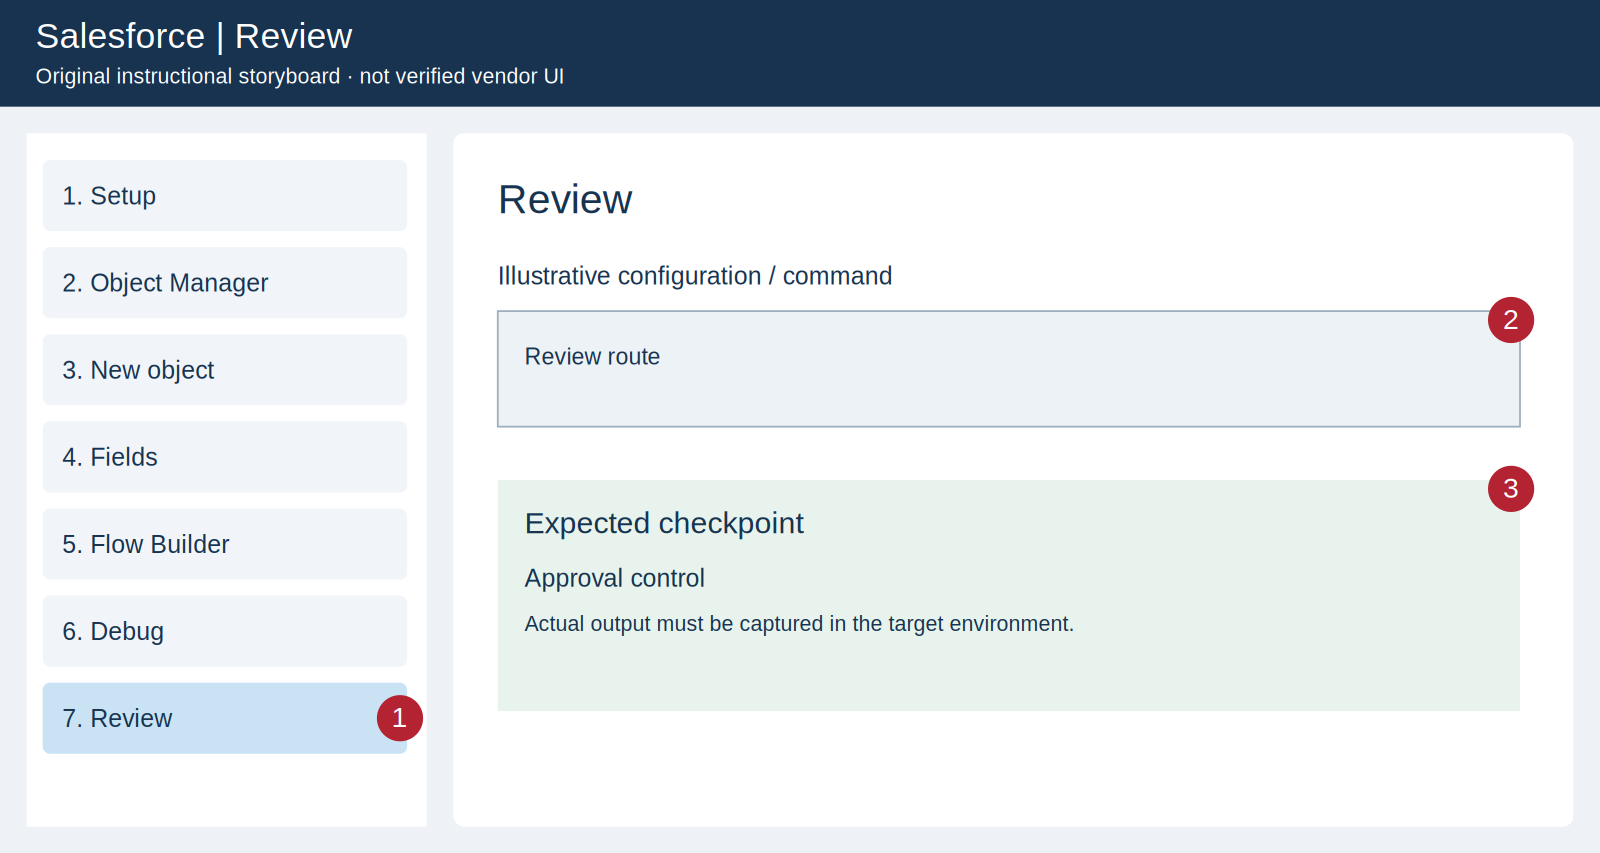 Salesforce | Review
Original instructional storyboard · not verified vendor UI
1. Setup
2. Object Manager
3. New object
4. Fields
5. Flow Builder
6. Debug
7. Review
1
Review
Illustrative configuration / command
2
Review route
3
Expected checkpoint
Approval control
Actual output must be captured in the target environment.